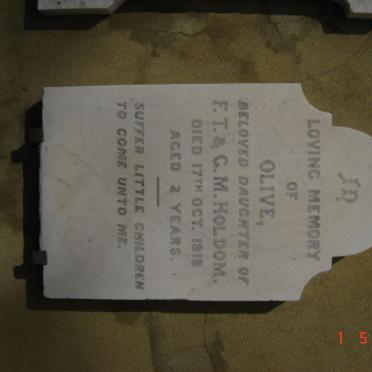 IN
LOVING MEMORY
OF
OLIVE,
BELOVED DAUGHTER OF
F. T. & G. M. HOLDOM,
DIED 17TH OCT. 1918
AGED 2 YEARS.
SUFFER LITTLE CHILDREN
TO COME UNTO ME.
1 5